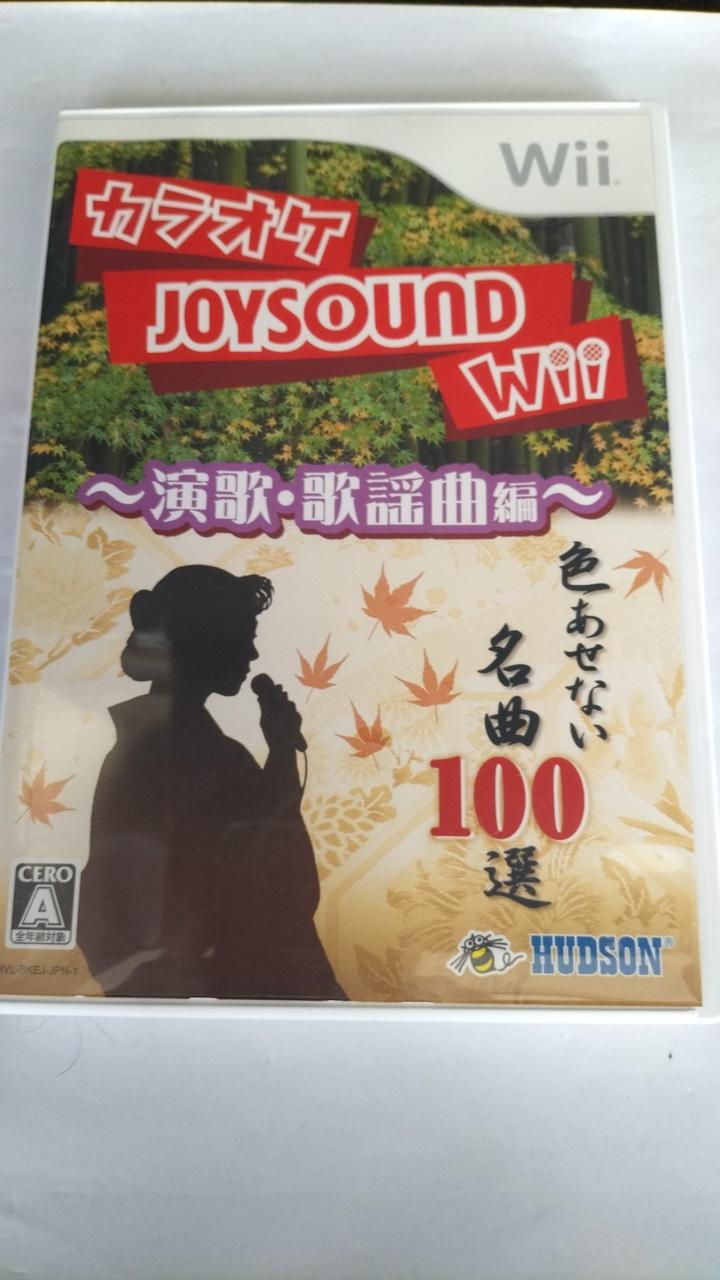 Wii
カラオケ
JOYSOUND
Wii
～演歌・歌謡曲編～
色あせない
名曲
100
選
CERO
A
全年齢対象
RVL-SKEJ-JPN-1
HUDSON®